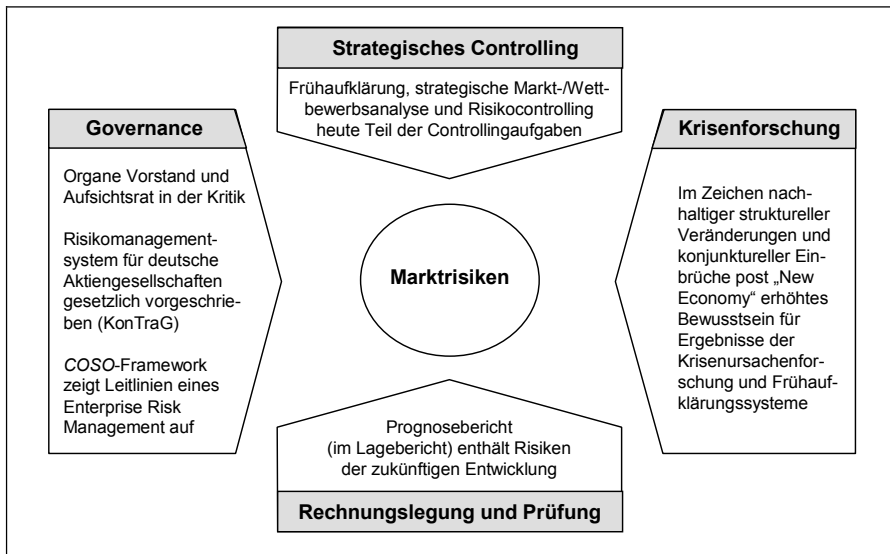 Strategisches Controlling
Frühaufklärung, strategische Markt-/Wett-
bewerbsanalyse und Risikocontrolling
heute Teil der Controllingaufgaben
Governance
Organe Vorstand und
Aufsichtsrat in der Kritik
Risikomanagement-
system für deutsche
Aktiengesellschaften
gesetzlich vorgeschrie-
ben (KonTraG)
COSO-Framework
zeigt Leitlinien eines
Enterprise Risk
Management auf
Marktrisiken
Krisenforschung
Im Zeichen nach-
haltiger struktureller
Veränderungen und
konjunktureller Ein-
brüche post „New
Economy“ erhöhtes
Bewusstsein für
Ergebnisse der
Krisenursachenfor-
schung und Frühauf-
klärungssysteme
Prognosebericht
(im Lagebericht) enthält Risiken
der zukünftigen Entwicklung
Rechnungslegung und Prüfung